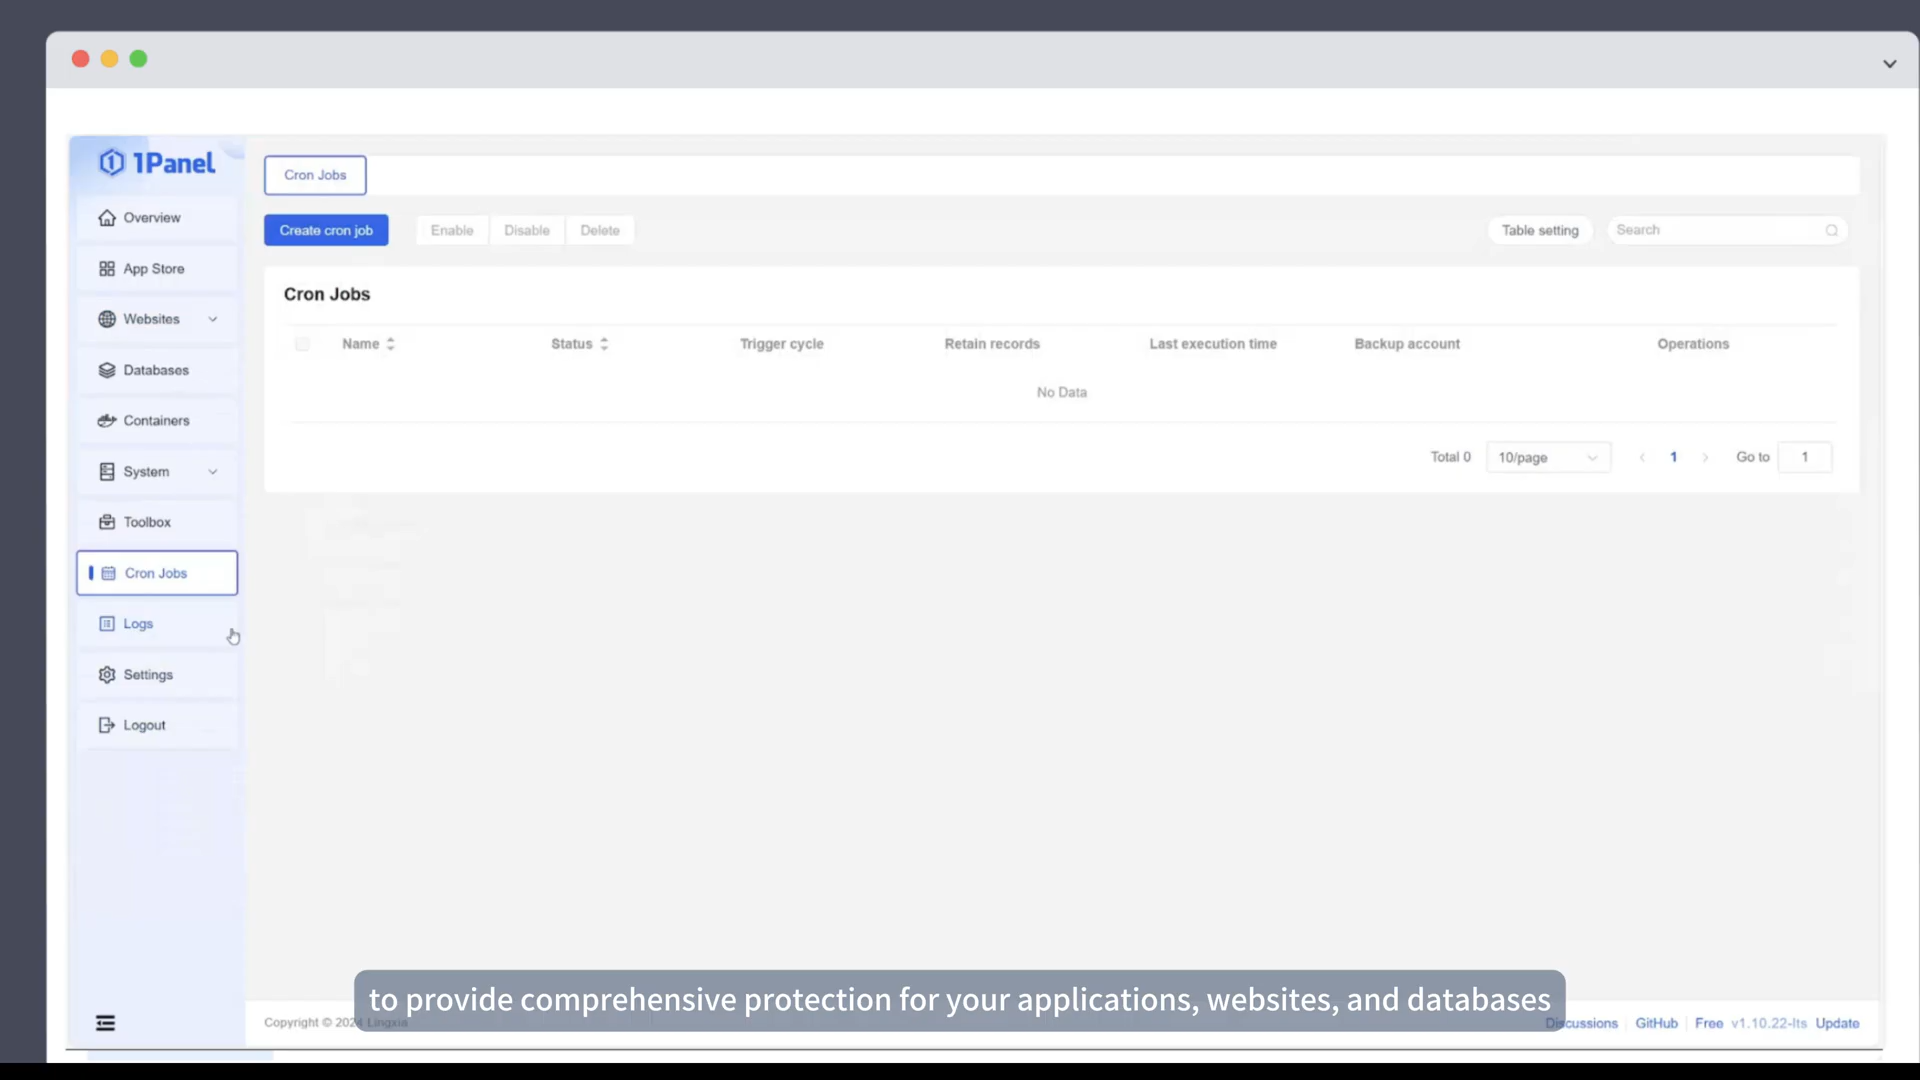 1Panel
Overview
App Store
Websites
Databases
Containers
System
Toolbox
Cron Jobs
Logs
Settings
Logout
Cron Jobs
Create cron job Enable Disable Delete Table setting Search
Cron Jobs
Name Status Trigger cycle Retain records Last execution time Backup account Operations
No Data
Total 0 10/page 1 Go to 1
to provide comprehensive protection for your applications, websites, and databases
Copyright © 2024 Lingxia Discussions GitHub Free v1.10.22-lts Update